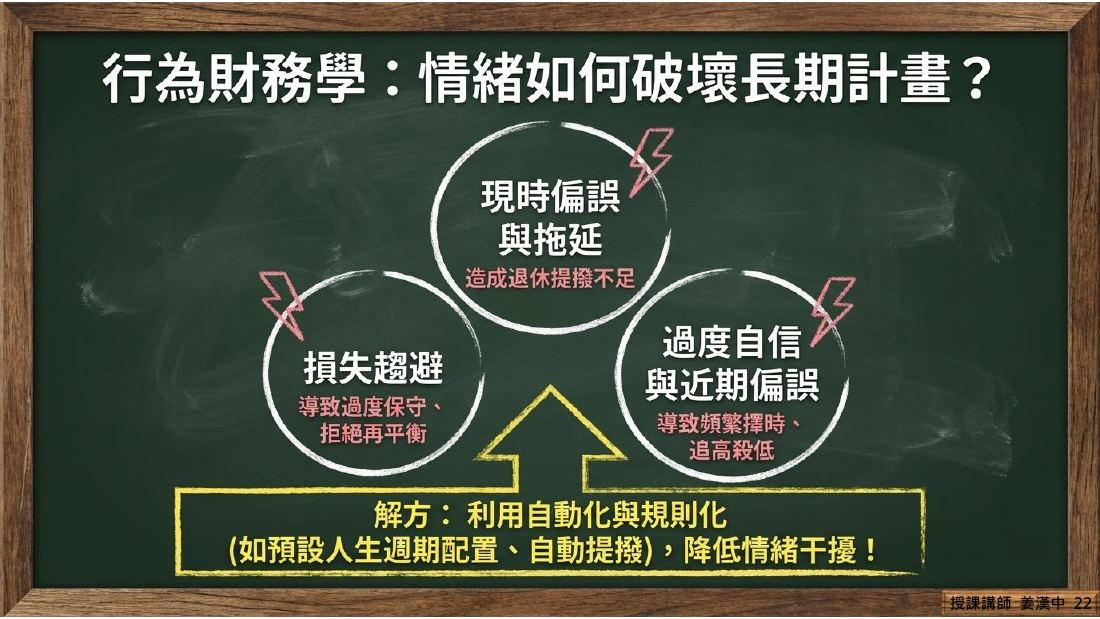 行為財務學：情緒如何破壞長期計畫？
現時偏誤
與拖延
造成退休提撥不足
損失趨避
導致過度保守、
拒絕再平衡
過度自信
與近期偏誤
導致頻繁擇時、
追高殺低
解方： 利用自動化與規則化
(如預設人生週期配置、自動提撥)，降低情緒干擾！
授課講師 姜漢中 22